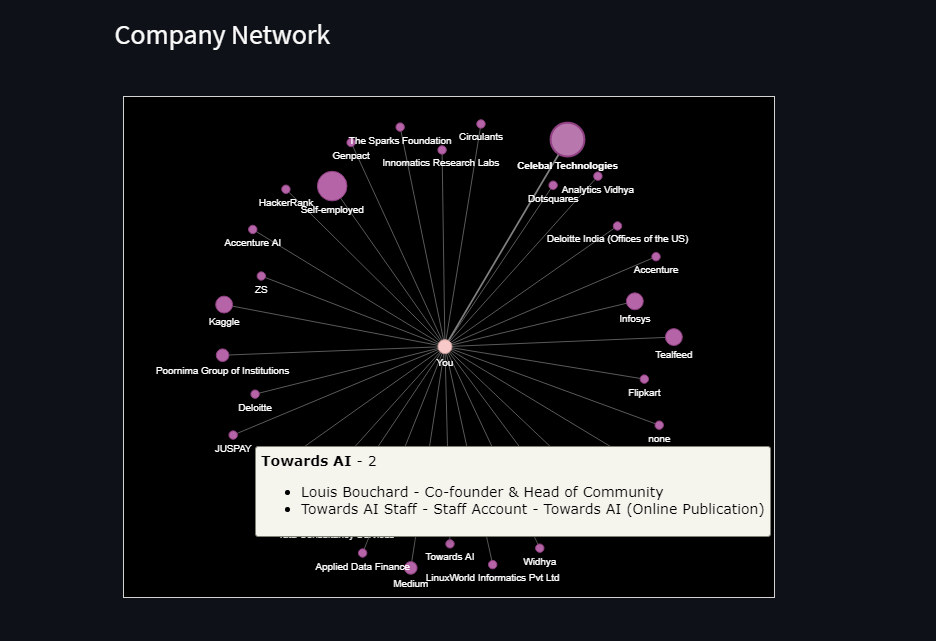 Company Network
The Sparks Foundation
Circulants
Genpact
Innomatics Research Labs
Celebal Technologies
Analytics Vidhya
Dotsquares
HackerRank
Self-employed
Accenture AI
Deloitte India (Offices of the US)
Accenture
ZS
Kaggle
Infosys
Tealfeed
You
Poornima Group of Institutions
Flipkart
Deloitte
none
JUSPAY
Towards AI - 2
Louis Bouchard - Co-founder & Head of Community
Towards AI Staff - Staff Account - Towards AI (Online Publication)
Towards AI
Widhya
Applied Data Finance
LinuxWorld Informatics Pvt Ltd
Medium